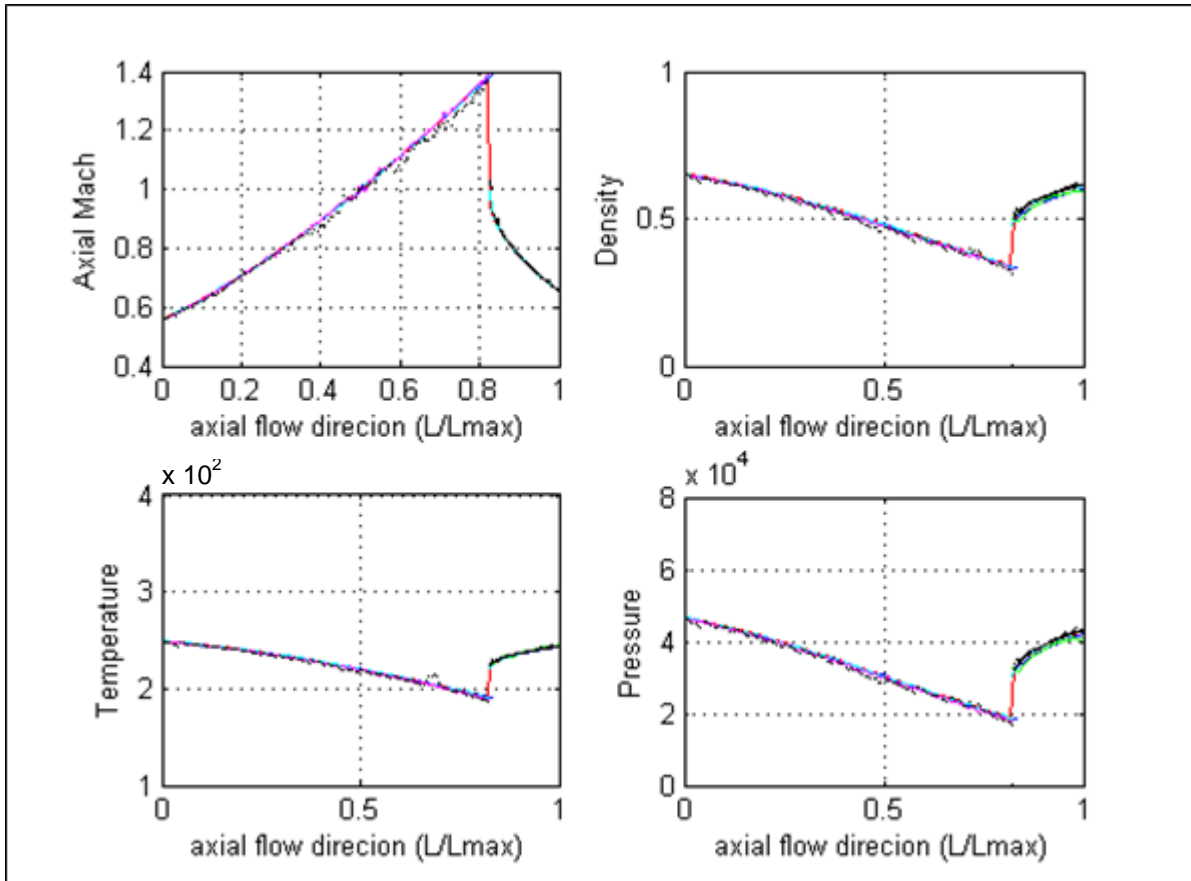 1.4
1.2
1
0.8
0.6
0.4
Axial Mach
0 0.2 0.4 0.6 0.8 1
axial flow direcion (L/Lmax)
1
0.5
0
Density
0 0.5 1
axial flow direcion (L/Lmax)
x 10²
4
3
2
1
Temperature
0 0.5 1
axial flow direcion (L/Lmax)
x 10⁴
8
6
4
2
0
Pressure
0 0.5 1
axial flow direcion (L/Lmax)